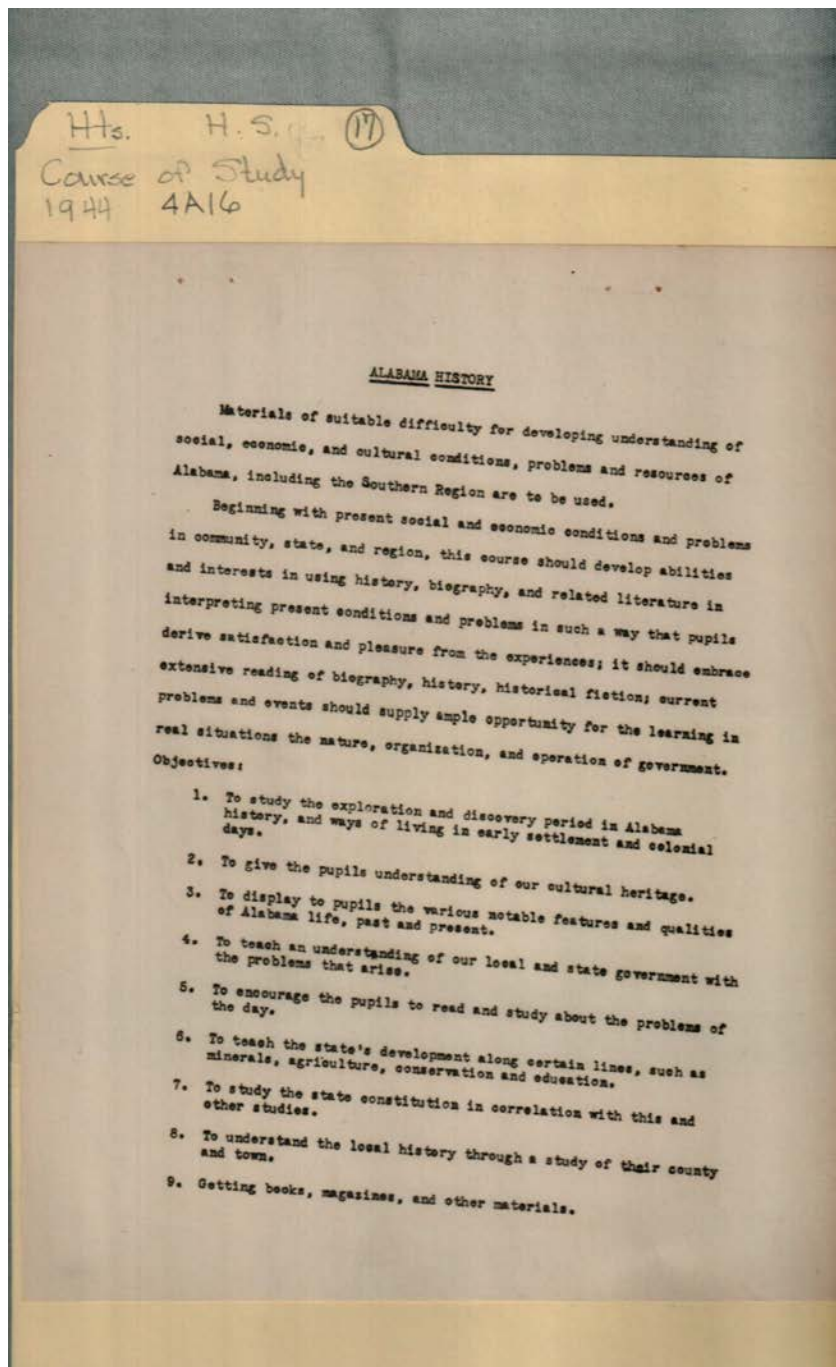 Hts. H. S. 17
Course of Study
1944 4A16
ALABAMA HISTORY
Materials of suitable difficulty for developing understanding of
social, economic, and cultural conditions, problems and resources of
Alabama, including the Southern Region are to be used.
Beginning with present social and economic conditions and problems
in community, state, and region, this course should develop abilities
and interests in using history, biography, and related literature in
interpreting present conditions and problems in such a way that pupils
derive satisfaction and pleasure from the experiences; it should embrace
extensive reading of biography, history, historical fiction; current
problems and events should supply ample opportunity for the learning in
real situations the nature, organization, and operation of government.
Objectives:
1. To study the exploration and discovery period in Alabama
history, and ways of living in early settlement and colonial
days.
2. To give the pupils understanding of our cultural heritage.
3. To display to pupils the various notable features and qualities
of Alabama life, past and present.
4. To teach an understanding of our local and state government with
the problems that arise.
5. To encourage the pupils to read and study about the problems of
the day.
6. To teach the state's development along certain lines, such as
minerals, agriculture, conservation and education.
7. To study the state constitution in correlation with this and
other studies.
8. To understand the local history through a study of their county
and town.
9. Getting books, magazines, and other materials.